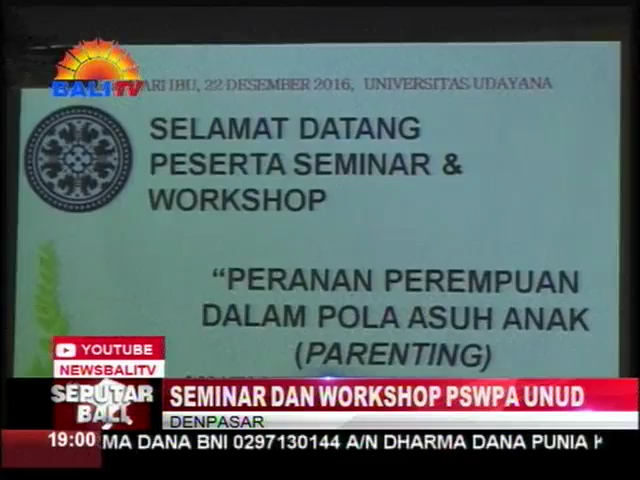 BALITV
ARI IBU, 22 DESEMBER 2016, UNIVERSITAS UDAYANA
SELAMAT DATANG
PESERTA SEMINAR &
WORKSHOP
“PERANAN PEREMPUAN
DALAM POLA ASUH ANAK
(PARENTING)
YOUTUBE
NEWSBALITV
SEPUTAR
BALI
SEMINAR DAN WORKSHOP PSWPA UNUD
DENPASAR
19:00
MA DANA BNI 0297130144 A/N DHARMA DANA PUNIA K